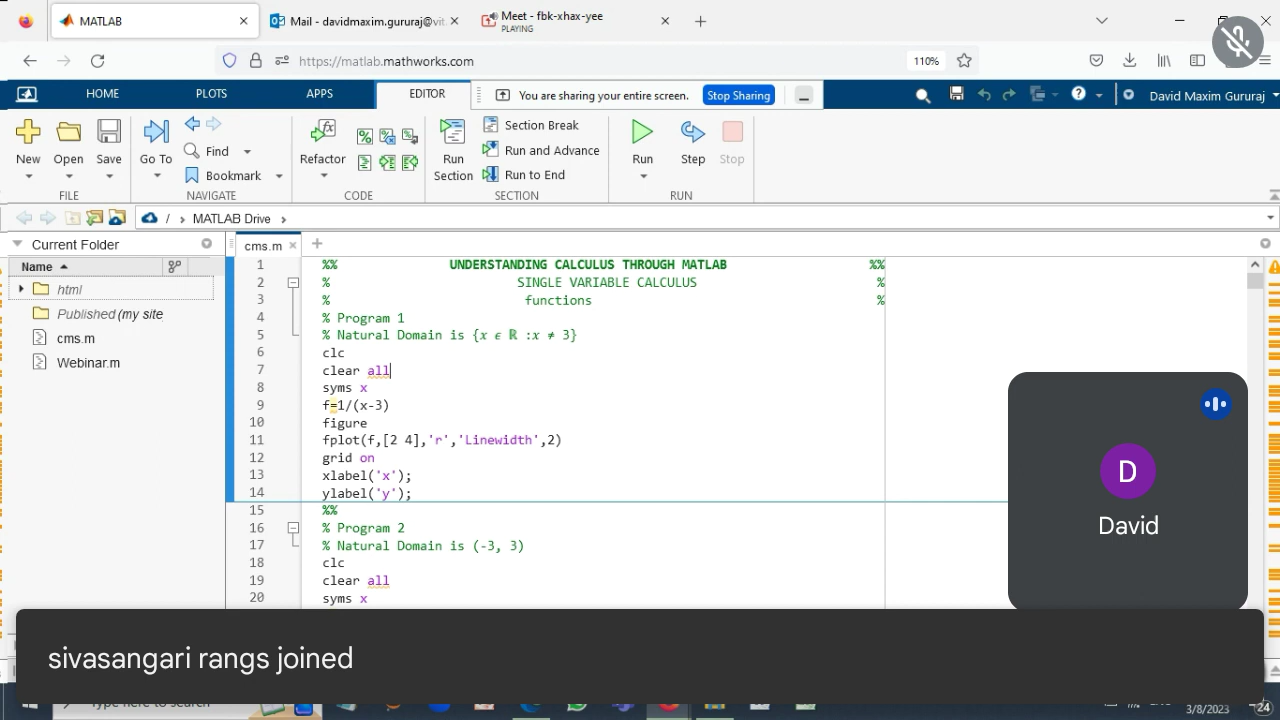 MATLAB
Mail - davidmaxim.gururaj@vit
Meet - fbk-xhax-yee
PLAYING
https://matlab.mathworks.com
110%
HOME
PLOTS
APPS
EDITOR
You are sharing your entire screen.
Stop Sharing
David Maxim Gururaj
New
Open
Save
FILE
Go To
Find
Bookmark
NAVIGATE
Refactor
CODE
Run Section
Section Break
Run and Advance
Run to End
SECTION
Run
Step
Stop
RUN
/ › MATLAB Drive ›
Current Folder
Name
html
Published (my site
cms.m
Webinar.m
cms.m
1 %% UNDERSTANDING CALCULUS THROUGH MATLAB %%
2 % SINGLE VARIABLE CALCULUS %
3 % functions %
4 % Program 1
5 % Natural Domain is {x ϵ ℝ :x ≠ 3}
6 clc
7 clear all
8 syms x
9 f=1/(x-3)
10 figure
11 fplot(f,[2 4],'r','Linewidth',2)
12 grid on
13 xlabel('x');
14 ylabel('y');
15 %%
16 % Program 2
17 % Natural Domain is (-3, 3)
18 clc
19 clear all
20 syms x
D
David
sivasangari rangs joined
Type here to search
3/8/2023
24